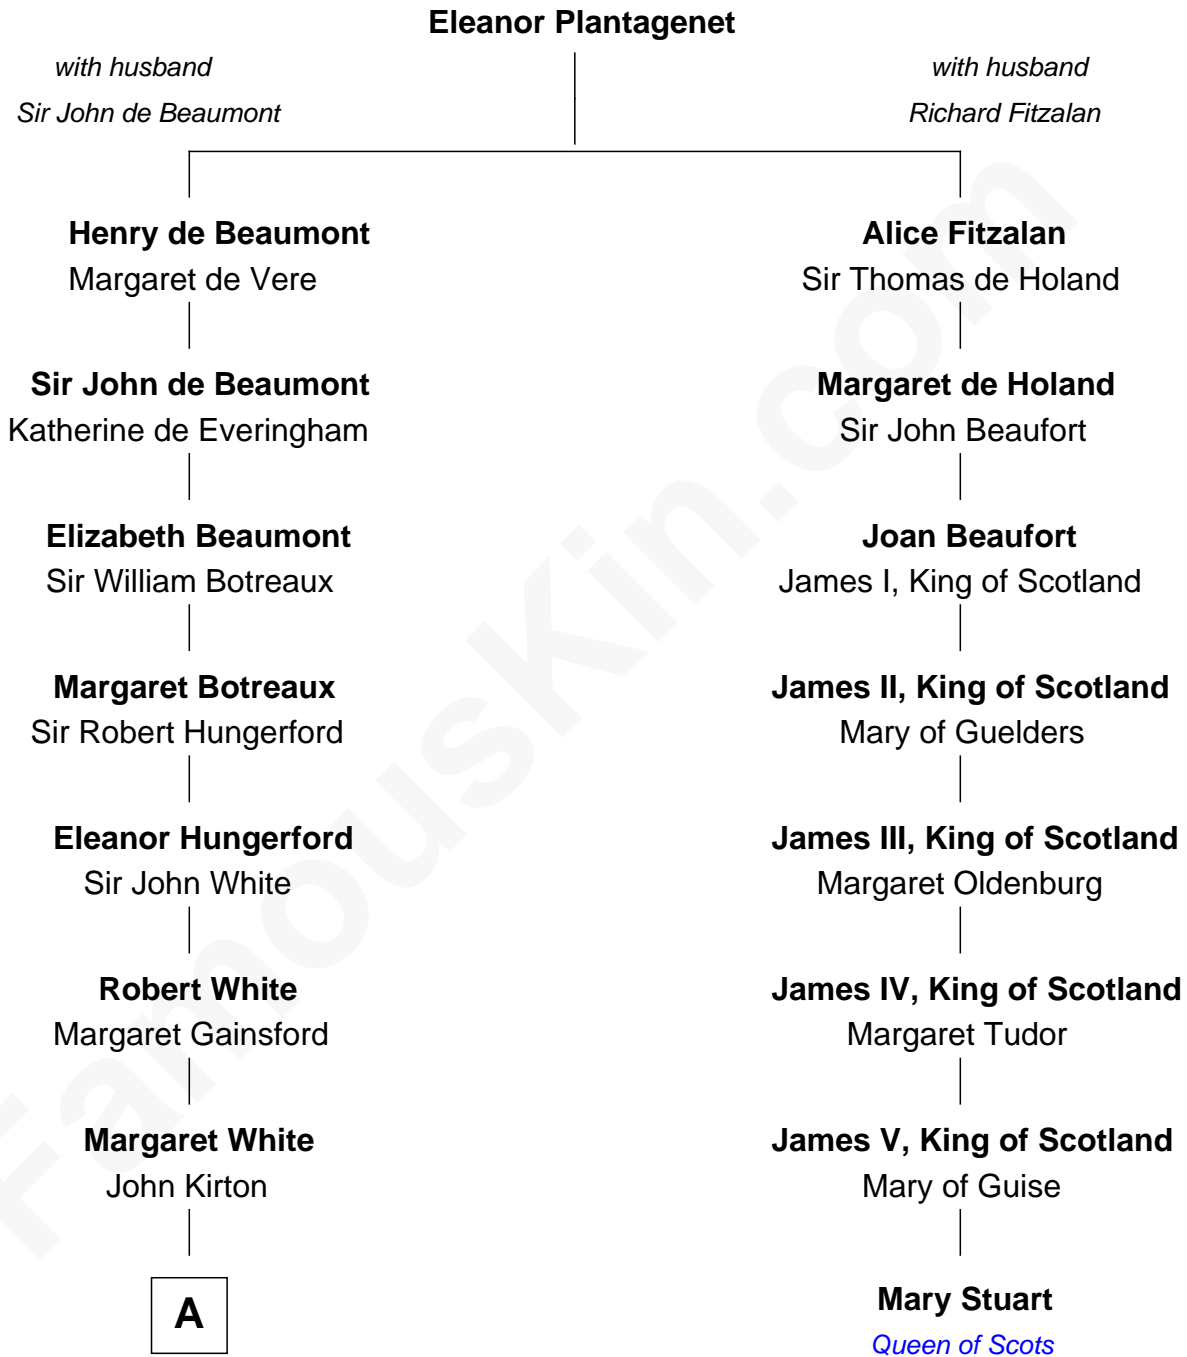 Eleanor Plantagenet
with husband
Sir John de Beaumont
with husband
Richard Fitzalan
Henry de Beaumont
Margaret de Vere
Alice Fitzalan
Sir Thomas de Holand
Sir John de Beaumont
Katherine de Everingham
Margaret de Holand
Sir John Beaufort
Elizabeth Beaumont
Sir William Botreaux
Joan Beaufort
James I, King of Scotland
Margaret Botreaux
Sir Robert Hungerford
James II, King of Scotland
Mary of Guelders
Eleanor Hungerford
Sir John White
James III, King of Scotland
Margaret Oldenburg
Robert White
Margaret Gainsford
James IV, King of Scotland
Margaret Tudor
Margaret White
John Kirton
James V, King of Scotland
Mary of Guise
A
Mary Stuart
Queen of Scots
FamousKin.com